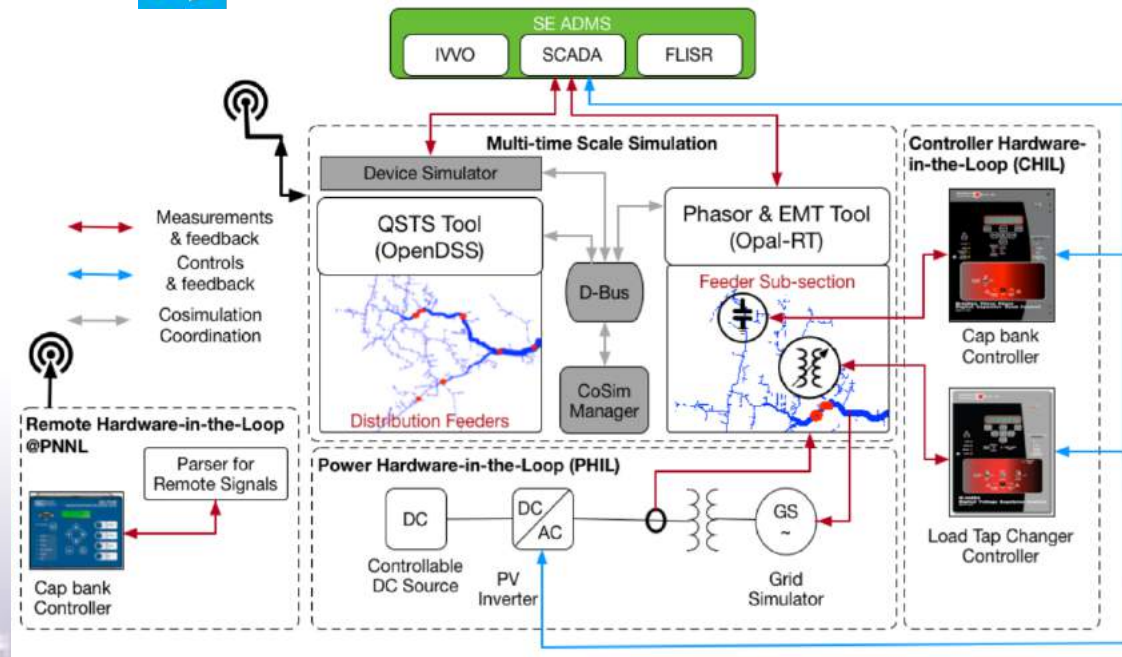 SE ADMS
IVVO
SCADA
FLISR
Multi-time Scale Simulation
Device Simulator
QSTS Tool
(OpenDSS)
Distribution Feeders
D-Bus
CoSim
Manager
Phasor & EMT Tool
(Opal-RT)
Feeder Sub-section
Controller Hardware-
in-the-Loop (CHIL)
Cap bank
Controller
Load Tap Changer
Controller
Measurements
& feedback
Controls
& feedback
Cosimulation
Coordination
Remote Hardware-in-the-Loop
@PNNL
Parser for
Remote Signals
Cap bank
Controller
Power Hardware-in-the-Loop (PHIL)
DC
Controllable
DC Source
DC
AC
PV
Inverter
GS
~
Grid
Simulator